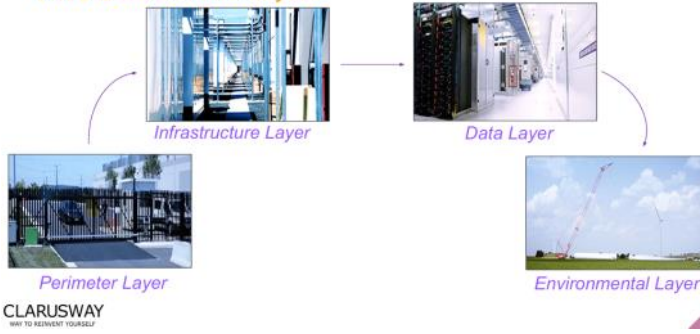 Infrastructure Layer
Data Layer
Perimeter Layer
Environmental Layer
CLARUSWAY
WAY TO REINVENT YOURSELF